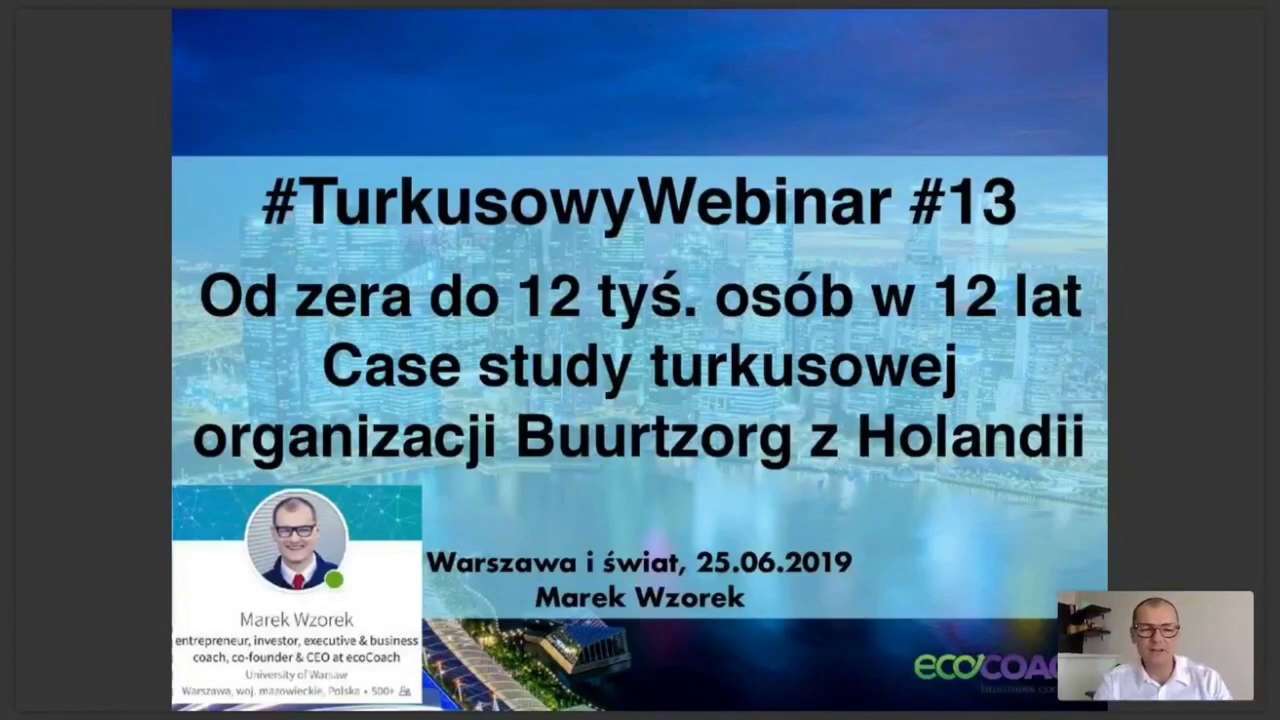 #TurkusowyWebinar #13
Od zera do 12 tyś. osób w 12 lat
Case study turkusowej
organizacji Buurtzorg z Holandii
Warszawa i świat, 25.06.2019
Marek Wzorek
Marek Wzorek
entrepreneur, investor, executive & business
coach, co-founder & CEO at ecoCoach
University of Warsaw
Warszawa, woj. mazowieckie, Polska • 500+